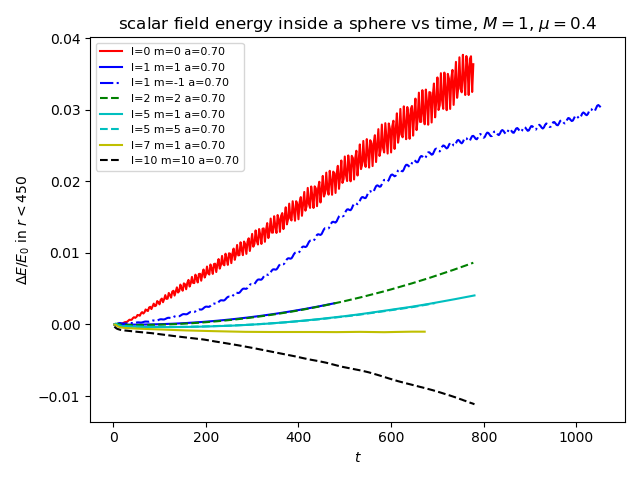 scalar field energy inside a sphere vs time, M = 1, μ = 0.4
0.04
0.03
0.02
0.01
0.00
−0.01
ΔE/E₀ in r < 450
l=0 m=0 a=0.70
l=1 m=1 a=0.70
l=1 m=-1 a=0.70
l=2 m=2 a=0.70
l=5 m=1 a=0.70
l=5 m=5 a=0.70
l=7 m=1 a=0.70
l=10 m=10 a=0.70
0 200 400 600 800 1000
t